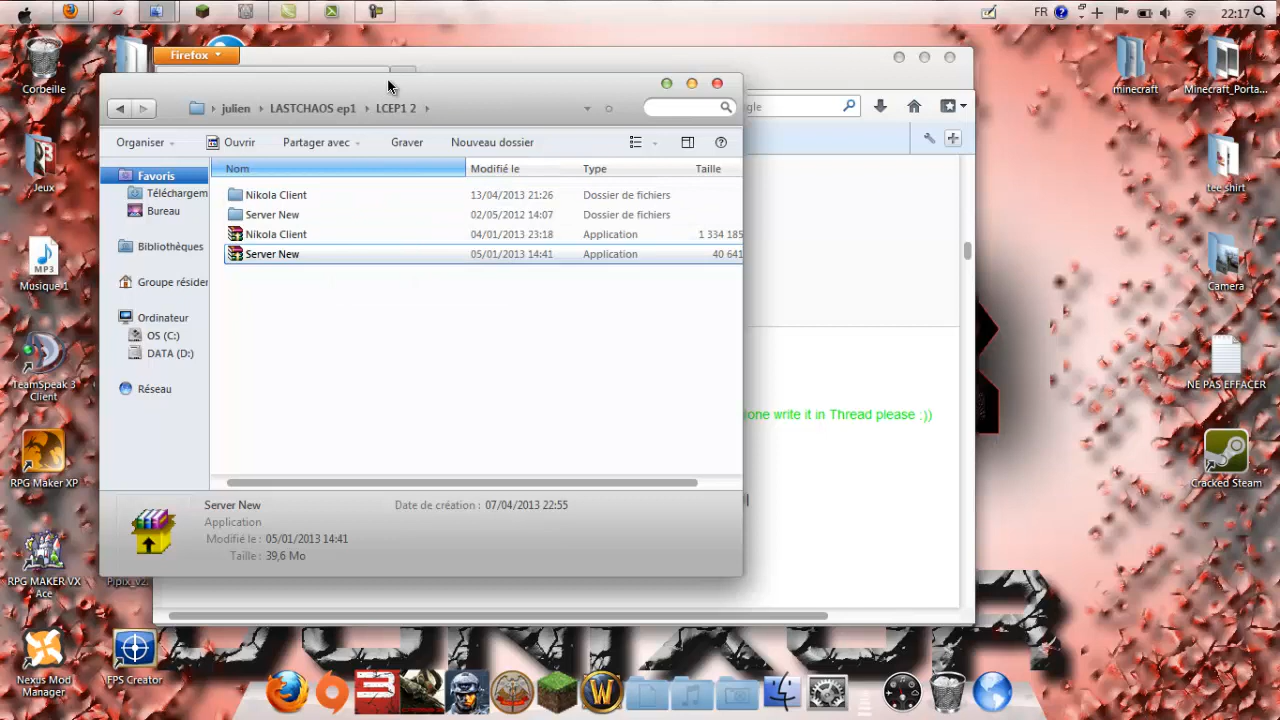 FR
22:17
Firefox
Corbeille
Jeux
MP3
Musique 1
TeamSpeak 3
Client
RPG Maker XP
RPG MAKER VX
Ace
Nexus Mod
Manager
FPS Creator
julien
LASTCHAOS ep1
LCEP1 2
gle
Organiser
Ouvrir
Partager avec
Graver
Nouveau dossier
Nom
Modifié le
Type
Taille
Favoris
Téléchargem
Bureau
Bibliothèques
Groupe résider
Ordinateur
OS (C:)
DATA (D:)
Réseau
Nikola Client 13/04/2013 21:26 Dossier de fichiers
Server New 02/05/2012 14:07 Dossier de fichiers
Nikola Client 04/01/2013 23:18 Application 1 334 185
Server New 05/01/2013 14:41 Application 40 641
one write it in Thread please :))
Server New
Date de création : 07/04/2013 22:55
Application
Modifié le : 05/01/2013 14:41
Taille : 39,6 Mo
minecraft
Minecraft_Porta...
tee shirt
Camera
NE PAS EFFACER
Cracked Steam